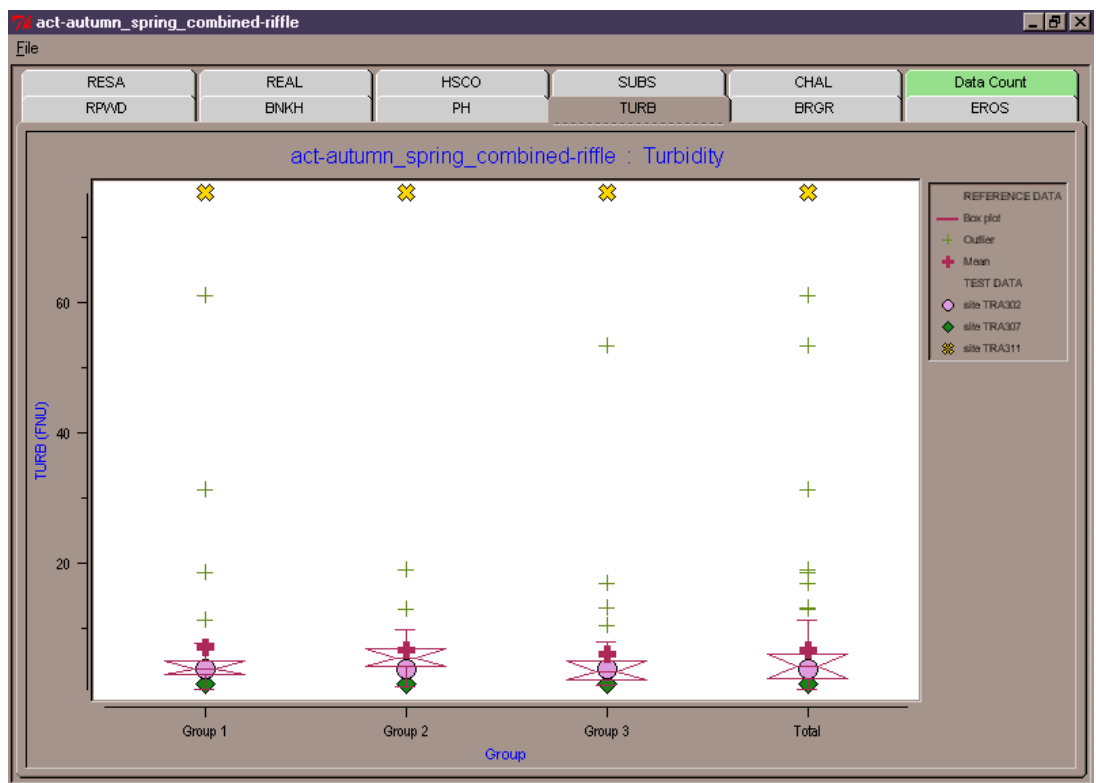 act-autumn_spring_combined-riffle
File
RESA REAL HSCO SUBS CHAL Data Count
RPWD BNKH PH TURB BRGR EROS
act-autumn_spring_combined-riffle : Turbidity
REFERENCE DATA
Box plot
Outlier
Mean
TEST DATA
site TRA302
site TRA307
site TRA311
60
40
20
TURB (FNU)
Group 1 Group 2 Group 3 Total
Group